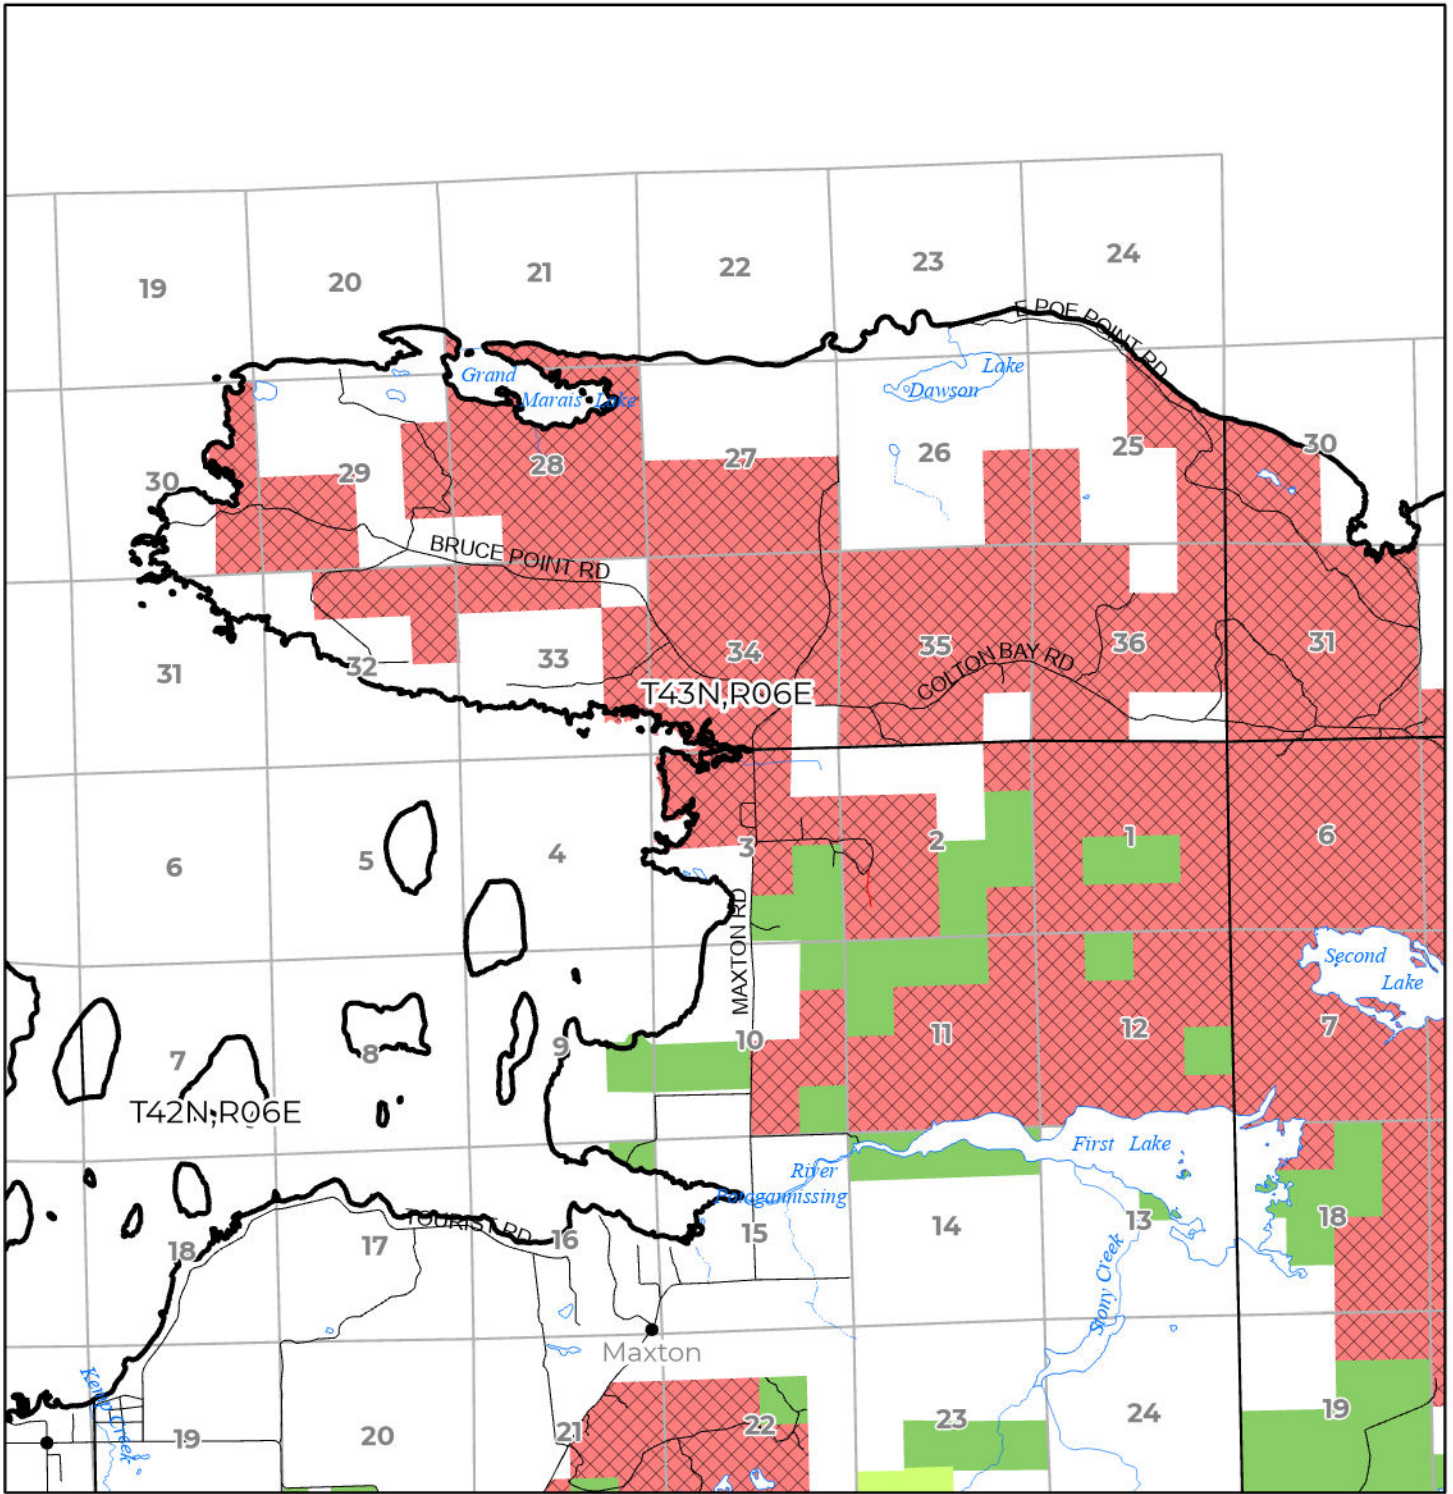 24
23
22
21
20
19
E POE POINT RD
Lake
Grand
Dawson
Marais Lake
30
25
26
27
28
29
30
BRUCE POINT RD
31
36
35
34
33
32
31
COLTON BAY RD
T43N,R06E
6
1
2
3
4
5
6
MAXTON RD
Second
Lake
7
12
11
10
9
8
7
T42N,R06E
First Lake
River
Potagannissing
18
13
14
15
16
17
18
TOURIST RD
Stony Creek
Maxton
Kemp Creek
19
24
23
22
21
20
19